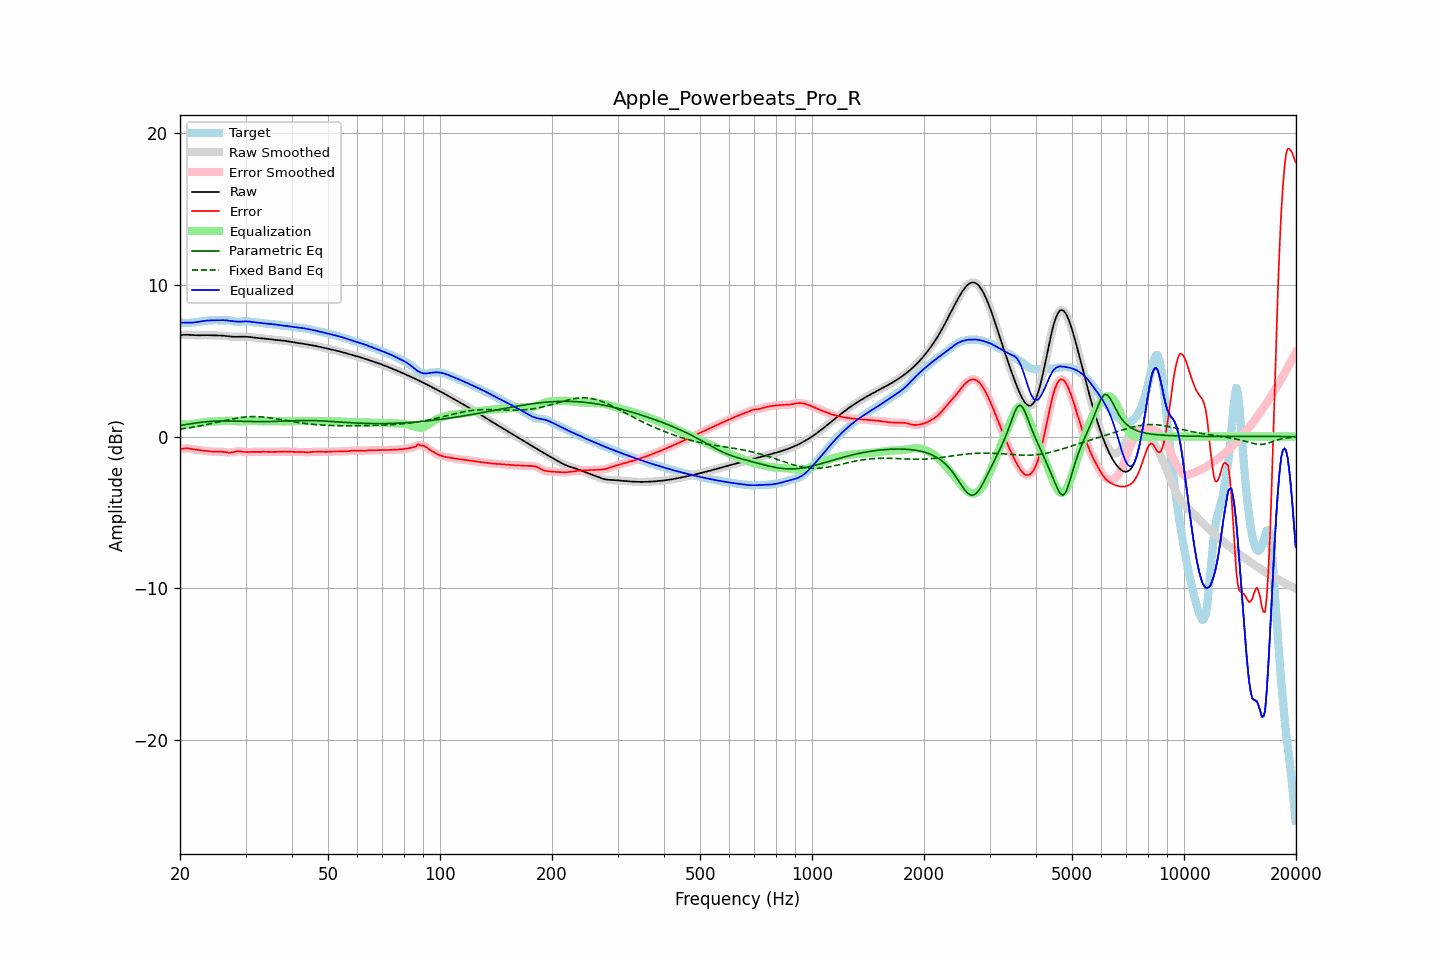 Apple_Powerbeats_Pro_R
Target
Raw Smoothed
Error Smoothed
Raw
Error
Equalization
Parametric Eq
Fixed Band Eq
Equalized
20
10
0
−10
−20
Amplitude (dBr)
20
50
100
200
500
1000
2000
5000
10000
20000
Frequency (Hz)